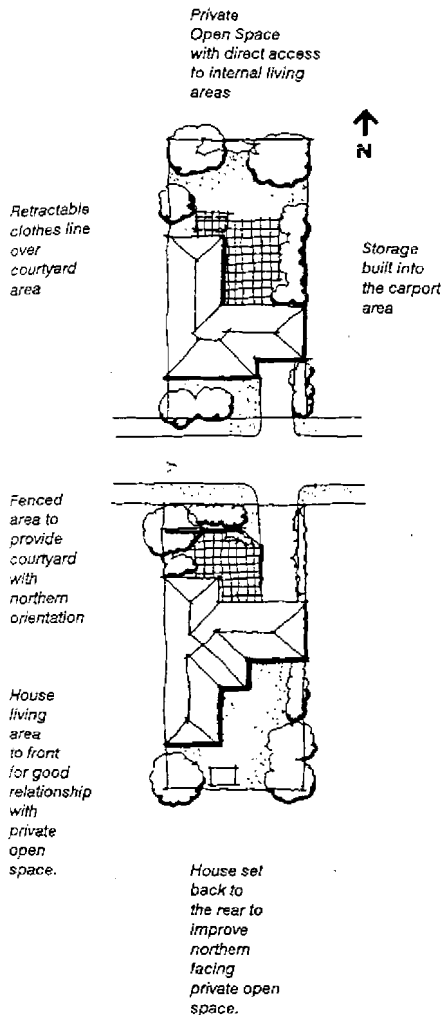 Private
Open Space
with direct access
to internal living
areas
N
Retractable
clothes line
over
courtyard
area
Storage
built into
the carport
area
Fenced
area to
provide
courtyard
with
northern
orientation
House
living
area
to front
for good
relationship
with
private
open
space.
House set
back to
the rear to
improve
northern
facing
private open
space.